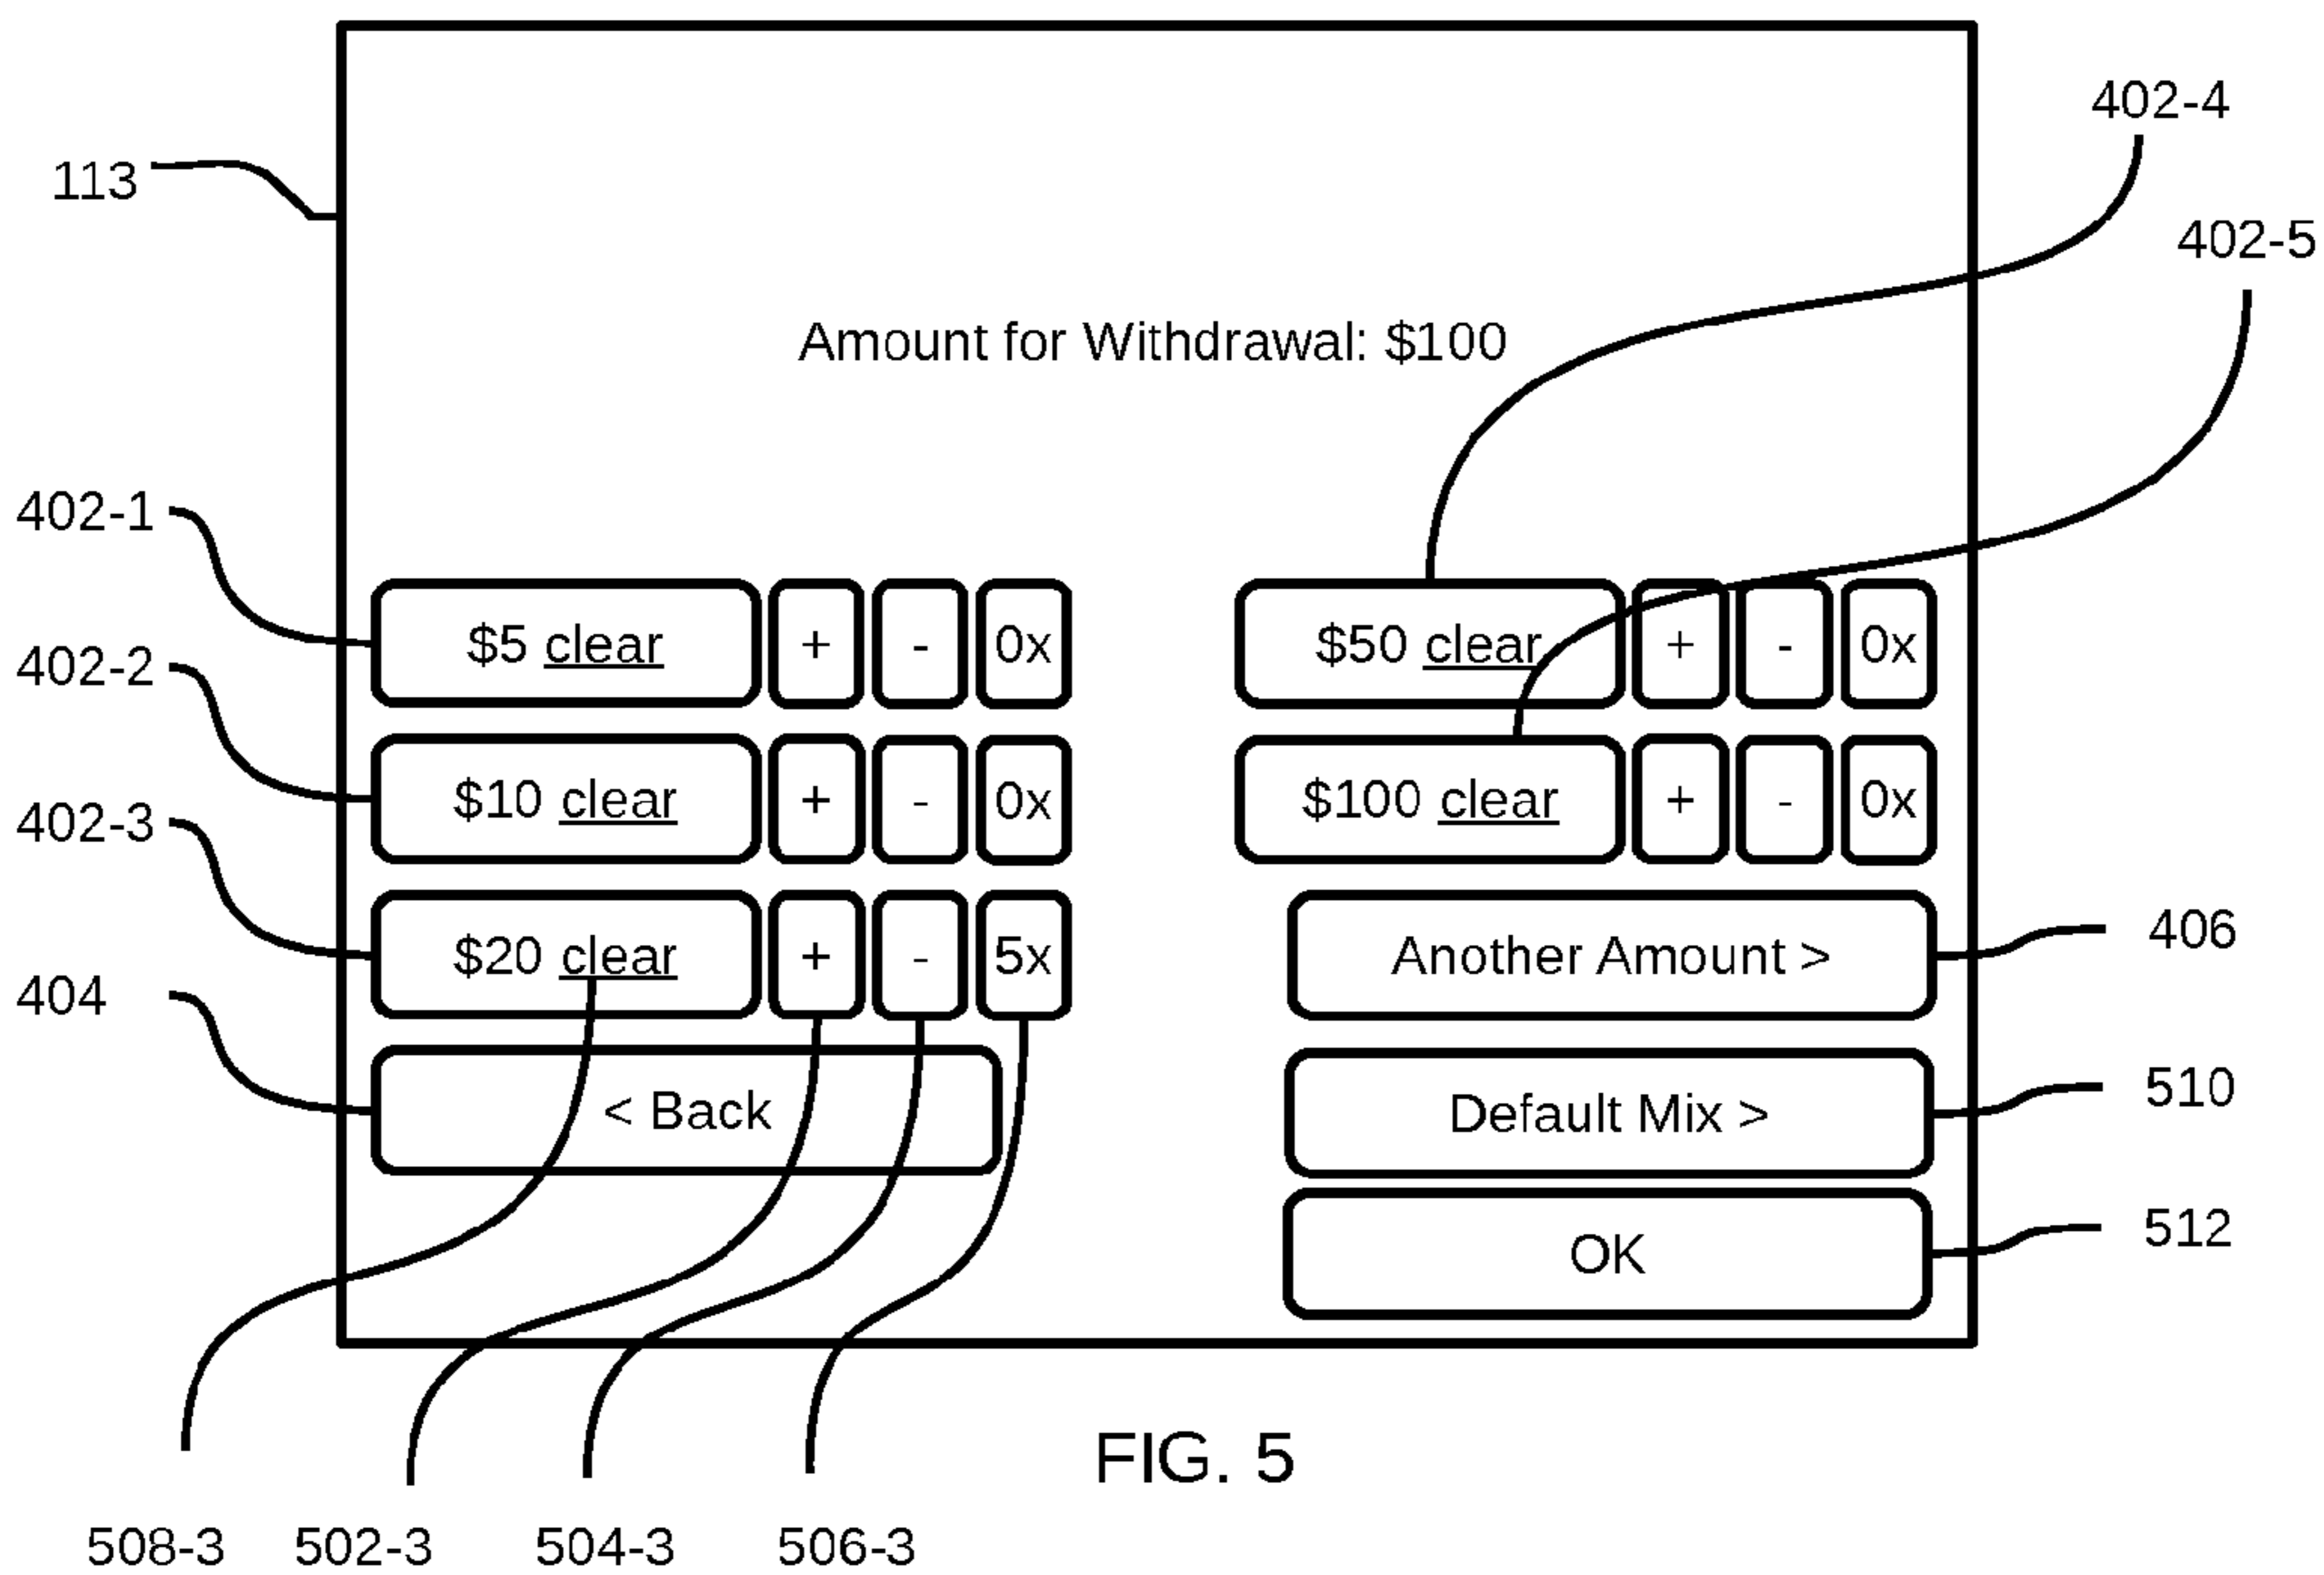 402-4
113
402-5
Amount for Withdrawal: $100
402-1
$5 clear + - 0x $50 clear + - 0x
402-2
$10 clear + - 0x $100 clear + - 0x
402-3
$20 clear + - 5x Another Amount > 406
404
< Back Default Mix > 510
OK 512
FIG. 5
508-3 502-3 504-3 506-3